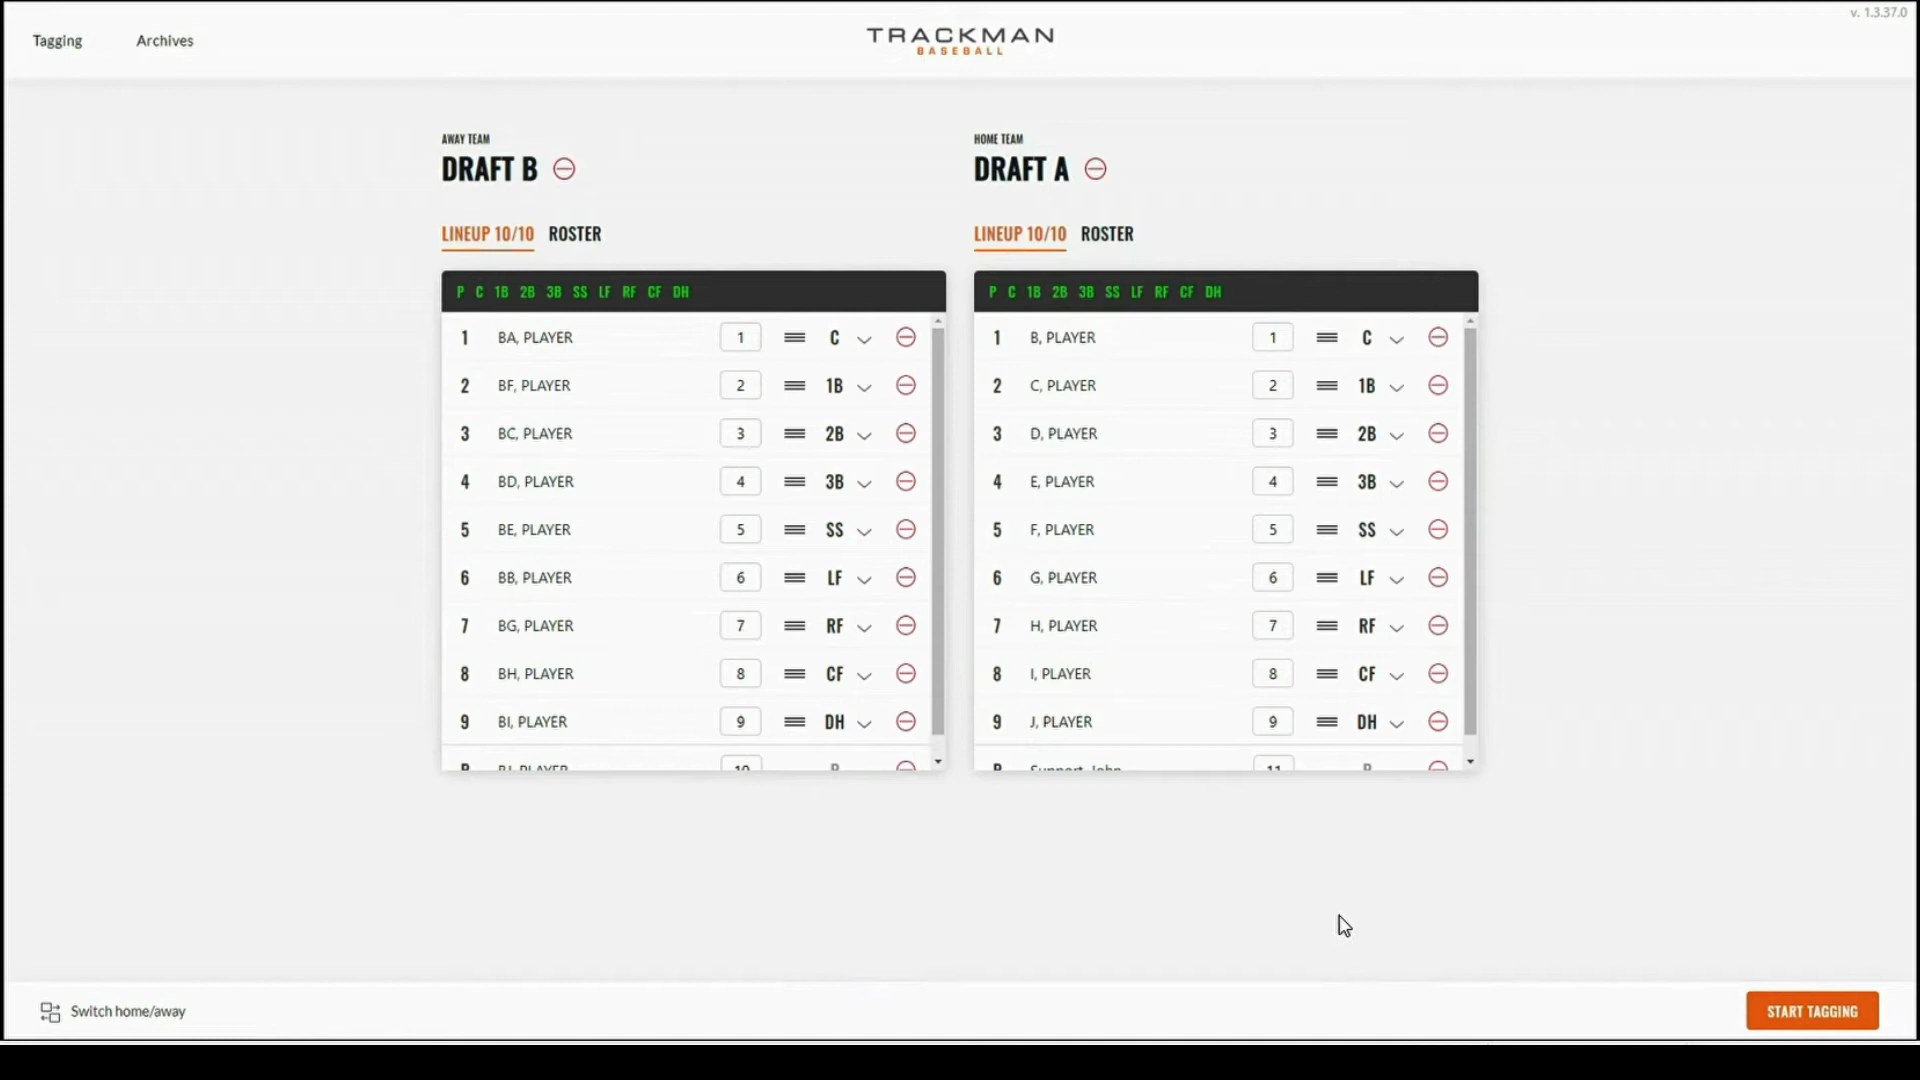 v. 1.3.37.0
Tagging Archives
TRACKMAN
BASEBALL
AWAY TEAM
DRAFT B
LINEUP 10/10 ROSTER
P C 1B 2B 3B SS LF RF CF DH
1 BA, PLAYER 1 C
2 BF, PLAYER 2 1B
3 BC, PLAYER 3 2B
4 BD, PLAYER 4 3B
5 BE, PLAYER 5 SS
6 BB, PLAYER 6 LF
7 BG, PLAYER 7 RF
8 BH, PLAYER 8 CF
9 BI, PLAYER 9 DH
P BJ, PLAYER 10 P
HOME TEAM
DRAFT A
LINEUP 10/10 ROSTER
P C 1B 2B 3B SS LF RF CF DH
1 B, PLAYER 1 C
2 C, PLAYER 2 1B
3 D, PLAYER 3 2B
4 E, PLAYER 4 3B
5 F, PLAYER 5 SS
6 G, PLAYER 6 LF
7 H, PLAYER 7 RF
8 I, PLAYER 8 CF
9 J, PLAYER 9 DH
P Support, John 11 P
Switch home/away
START TAGGING